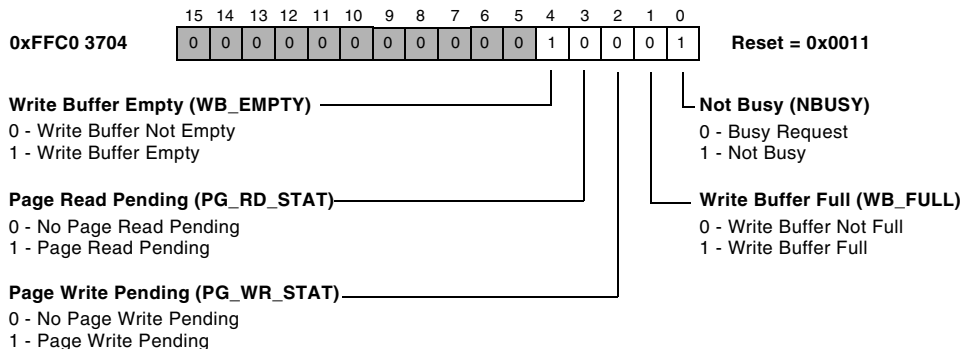 15 14 13 12 11 10 9 8 7 6 5 4 3 2 1 0
0xFFC0 3704 0 0 0 0 0 0 0 0 0 0 0 1 0 0 0 1 Reset = 0x0011
Write Buffer Empty (WB_EMPTY)
0 - Write Buffer Not Empty
1 - Write Buffer Empty
Not Busy (NBUSY)
0 - Busy Request
1 - Not Busy
Page Read Pending (PG_RD_STAT)
0 - No Page Read Pending
1 - Page Read Pending
Write Buffer Full (WB_FULL)
0 - Write Buffer Not Full
1 - Write Buffer Full
Page Write Pending (PG_WR_STAT)
0 - No Page Write Pending
1 - Page Write Pending